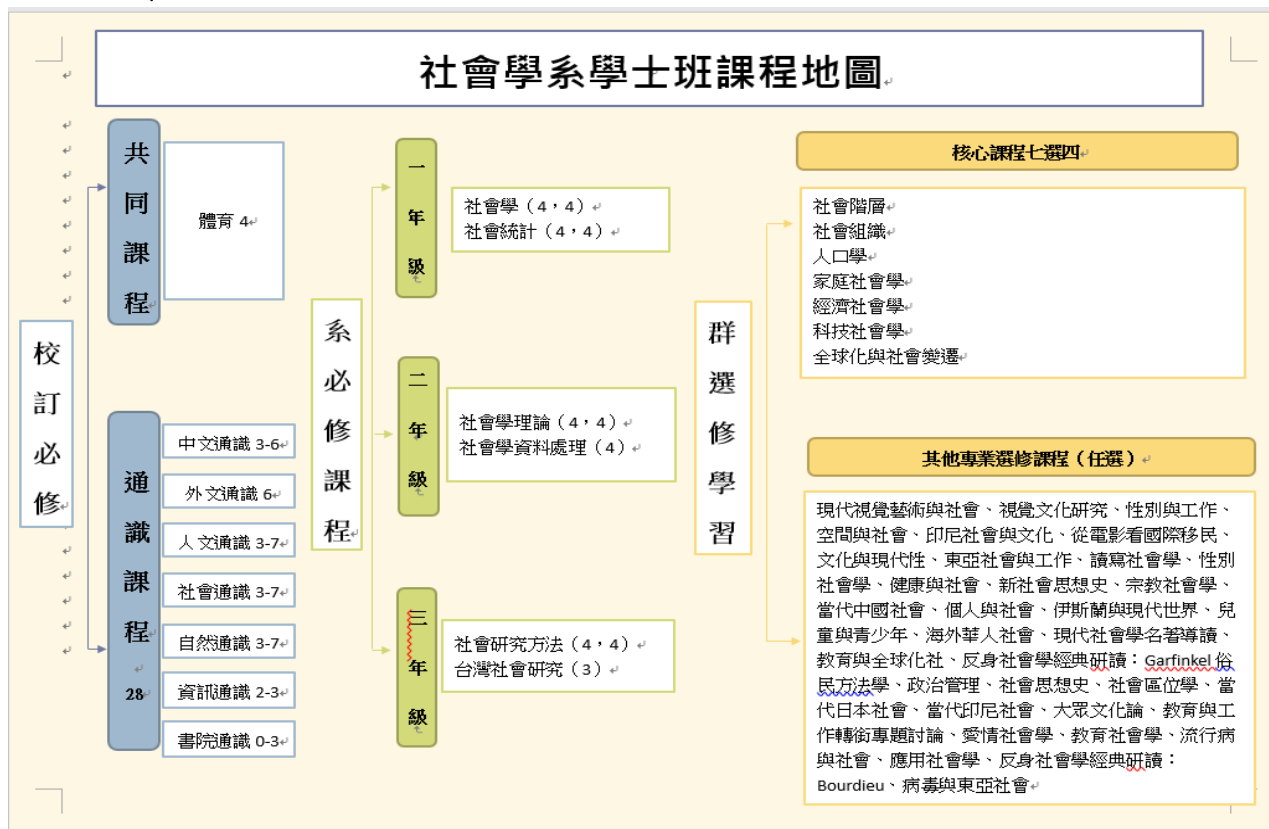 社會學系學士班課程地圖
校訂必修
共同課程
體育 4
通識課程
28
中文通識 3-6
外文通識 6
人文通識 3-7
社會通識 3-7
自然通識 3-7
資訊通識 2-3
書院通識 0-3
系必修課程
一年級
社會學（4，4）
社會統計（4，4）
二年級
社會學理論（4，4）
社會學資料處理（4）
三年級
社會研究方法（4，4）
台灣社會研究（3）
群選修學習
核心課程七選四
社會階層
社會組織
人口學
家庭社會學
經濟社會學
科技社會學
全球化與社會變遷
其他專業選修課程（任選）
現代視覺藝術與社會、視覺文化研究、性別與工作、
空間與社會、印尼社會與文化、從電影看國際移民、
文化與現代性、東亞社會與工作、讀寫社會學、性別
社會學、健康與社會、新社會思想史、宗教社會學、
當代中國社會、個人與社會、伊斯蘭與現代世界、兒
童與青少年、海外華人社會、現代社會學名著導讀、
教育與全球化社、反身社會學經典研讀：Garfinkel 俗
民方法學、政治管理、社會思想史、社會區位學、當
代日本社會、當代印尼社會、大眾文化論、教育與工
作轉銜專題討論、愛情社會學、教育社會學、流行病
與社會、應用社會學、反身社會學經典研讀：
Bourdieu、病毒與東亞社會